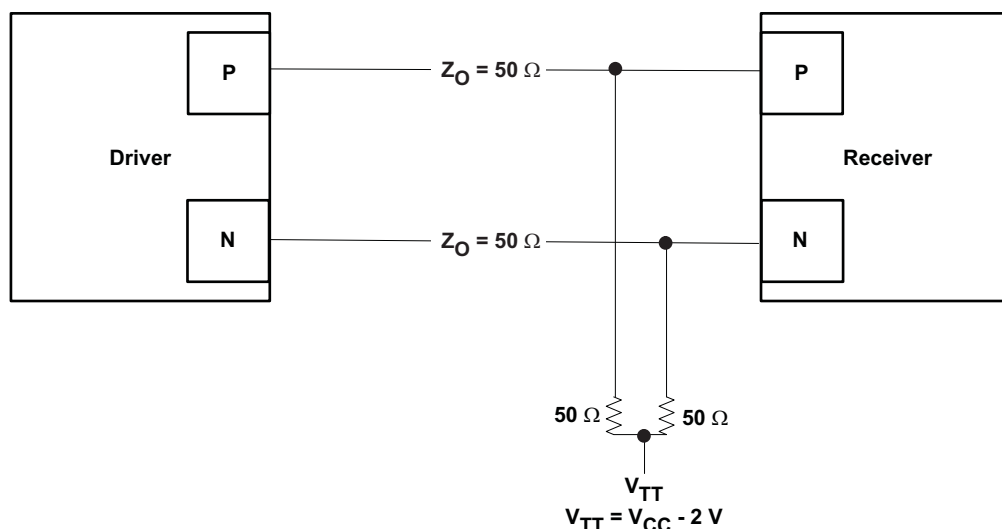 P
Z_O = 50 Ω
P
Driver
Receiver
N
Z_O = 50 Ω
N
50 Ω
50 Ω
V_TT
V_TT = V_CC - 2 V